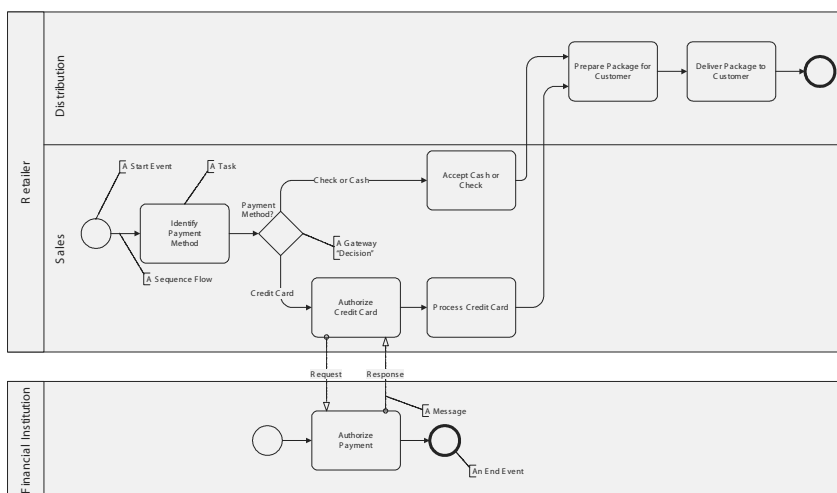 Retailer
Distribution
Prepare Package for
Customer
Deliver Package to
Customer
Sales
A Start Event
A Task
Identify
Payment
Method
A Sequence Flow
Payment
Method?
Check or Cash
Accept Cash or
Check
A Gateway
"Decision"
Credit Card
Authorize
Credit Card
Process Credit Card
Request
Response
Financial Institution
A Message
Authorize
Payment
An End Event